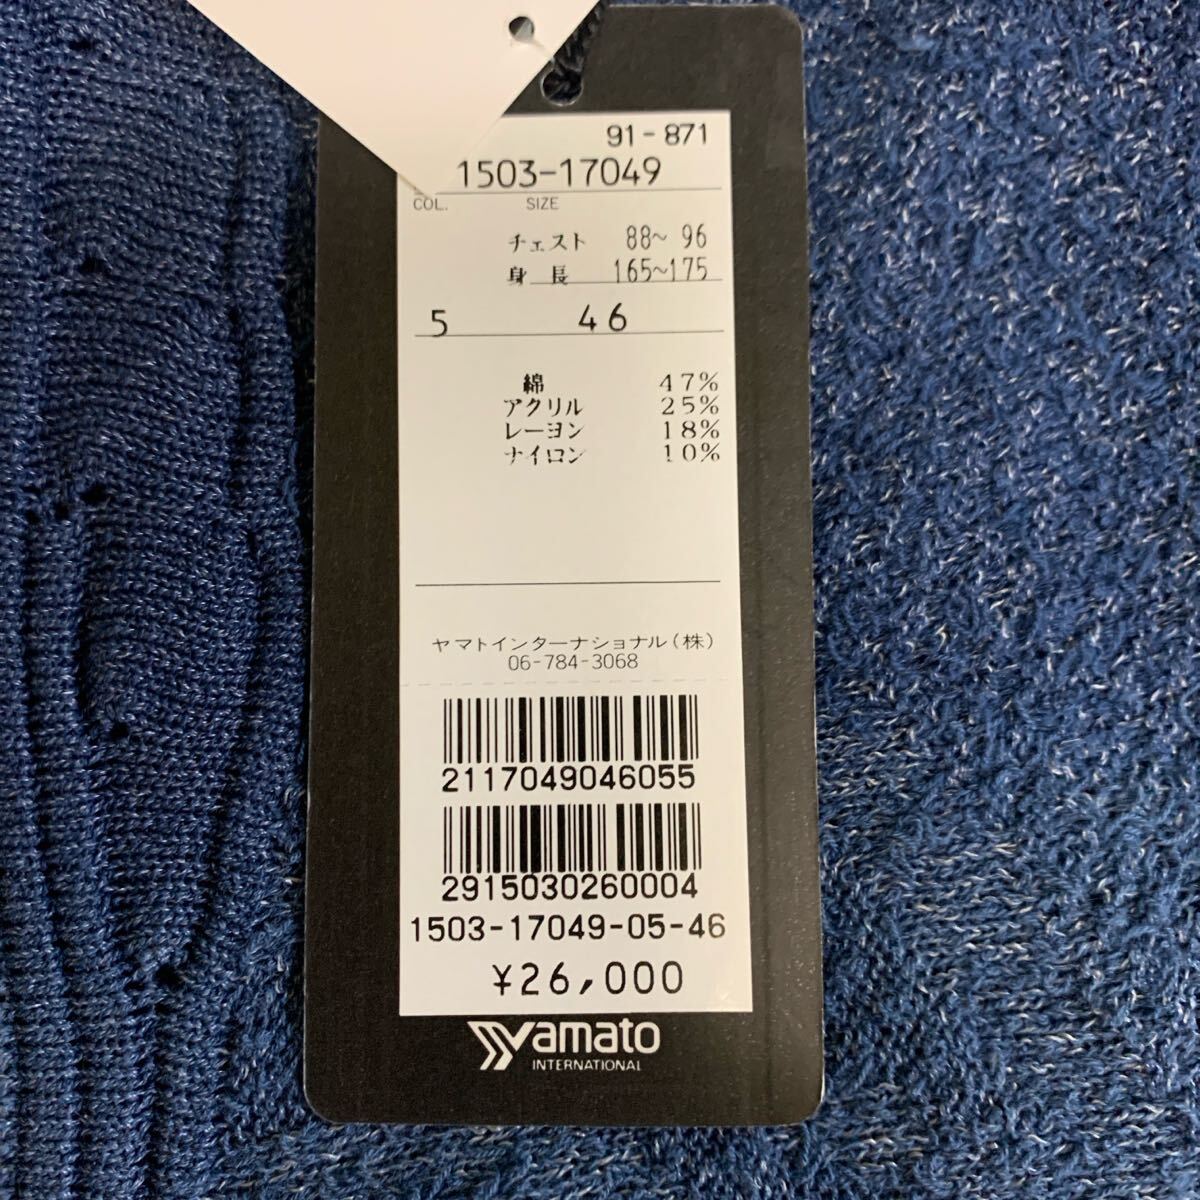 91-871
1503-17049
COL. SIZE
チェスト 88~96
身長 165~175
5 46
綿 47%
アクリル 25%
レーヨン 18%
ナイロン 10%
ヤマトインターナショナル(株)
06-784-3068
2117049046055
2915030260004
1503-17049-05-46
¥26,000
Yamato
INTERNATIONAL